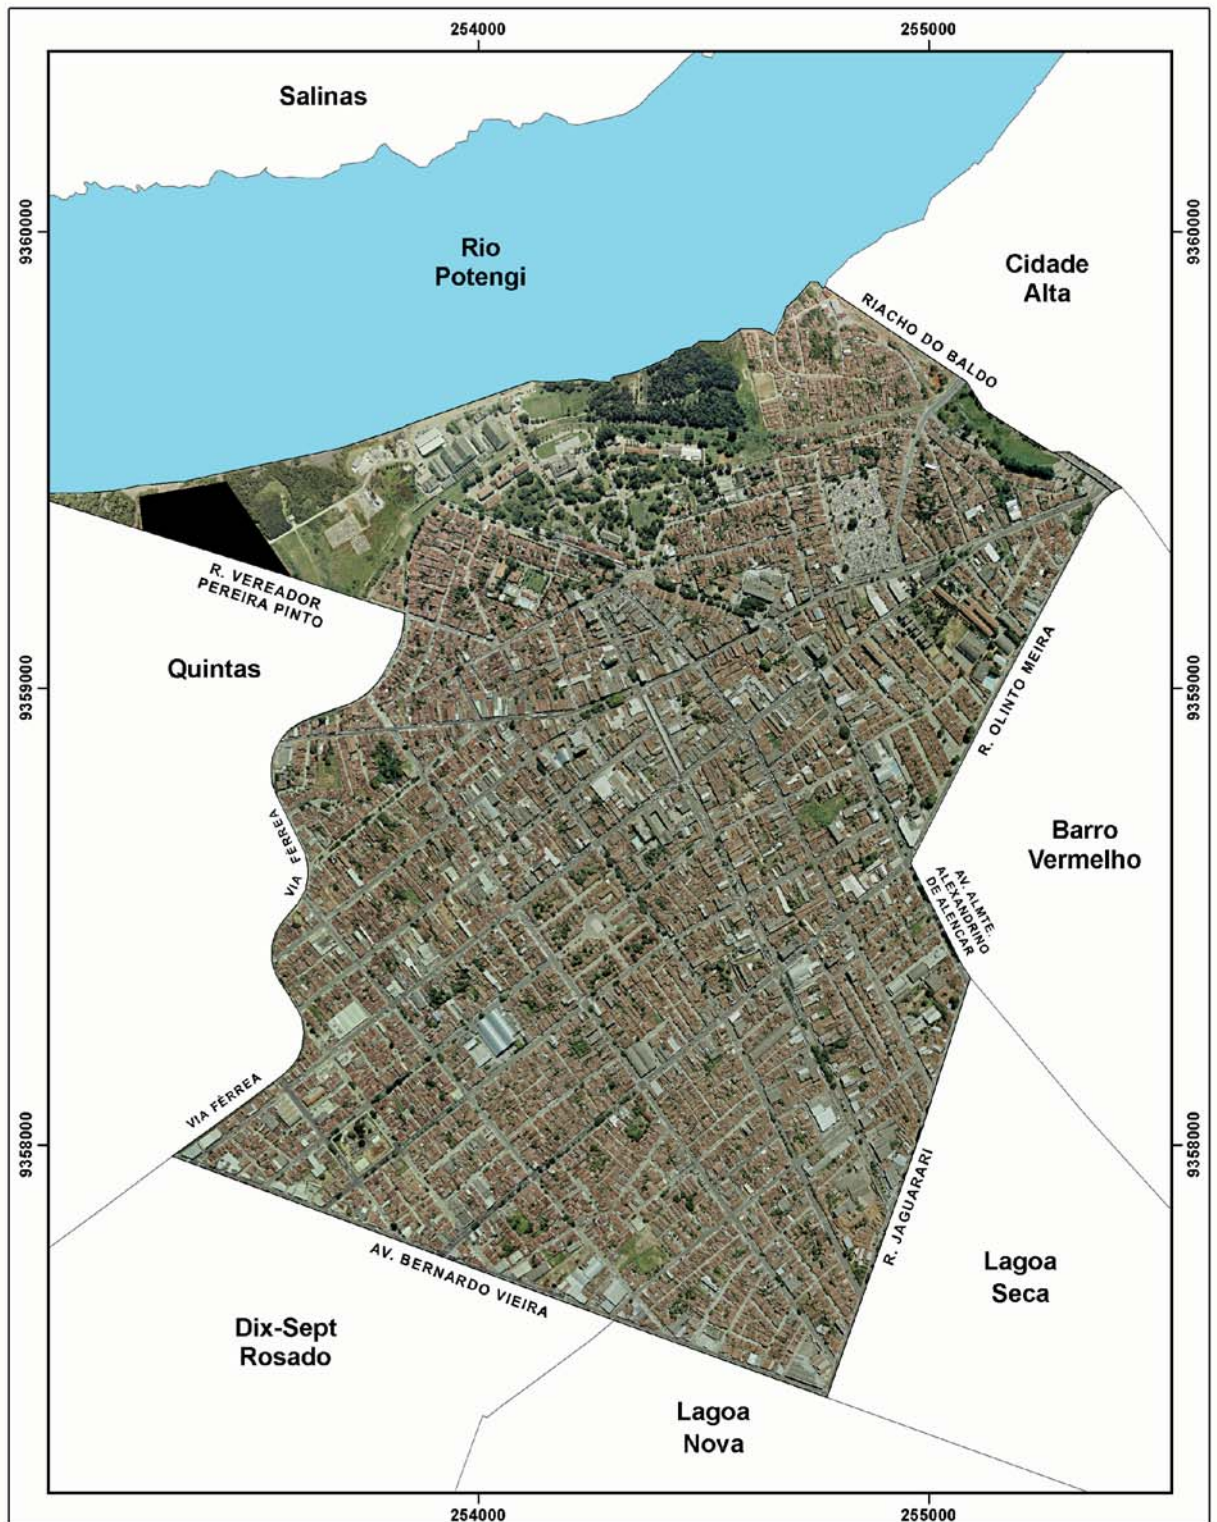 254000
255000
Salinas
9360000
9360000
Rio
Potengi
Cidade
Alta
RIACHO DO BALDO
R. VEREADOR
PEREIRA PINTO
Quintas
9359000
9359000
R. OLINTO MEIRA
VIA FÉRREA
Barro
Vermelho
AV. ALMTE.
ALEXANDRINO
DE ALENCAR
VIA FÉRREA
9358000
9358000
R. JAGUARARI
AV. BERNARDO VIEIRA
Lagoa
Seca
Dix-Sept
Rosado
Lagoa
Nova
254000
255000